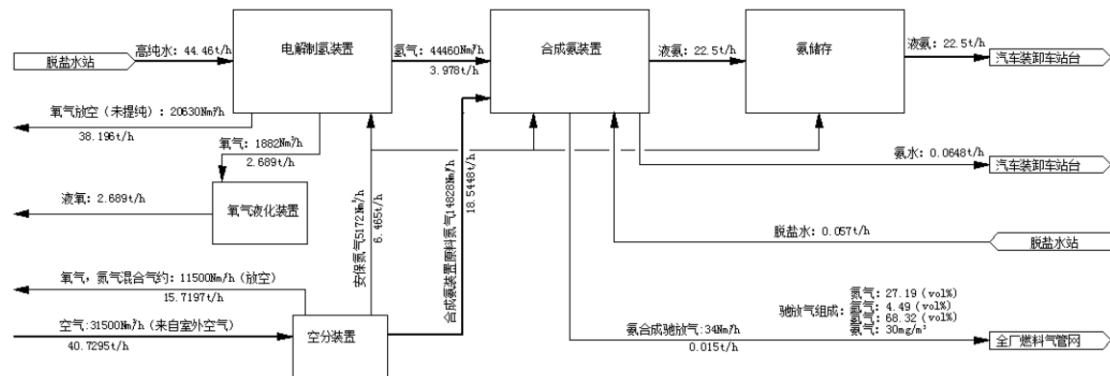 高纯水：44.46t/h
脱盐水站
电解制氢装置
氢气：44460Nm³/h
3.978t/h
合成氨装置
液氨：22.5t/h
氨储存
液氨：22.5t/h
汽车装卸车站台
氧气放空（未提纯）：20630Nm³/h
38.196t/h
氧气：1882Nm³/h
2.689t/h
液氧：2.689t/h
氧气液化装置
安保氮气5172Nm³/h
6.465t/h
合成氨装置原料氮气14828Nm³/h
18.5448t/h
氨水：0.0648t/h
汽车装卸车站台
脱盐水：0.057t/h
脱盐水站
氧气，氮气混合气约：11500Nm³/h（放空）
15.7197t/h
空气:31500Nm³/h（来自室外空气）
40.7295t/h
空分装置
氨合成驰放气:34Nm³/h
0.015t/h
驰放气组成：
氮气：27.19（vol%）
氩气：4.49（vol%）
氢气：68.32（vol%）
氨气：30mg/m³
全厂燃料气管网